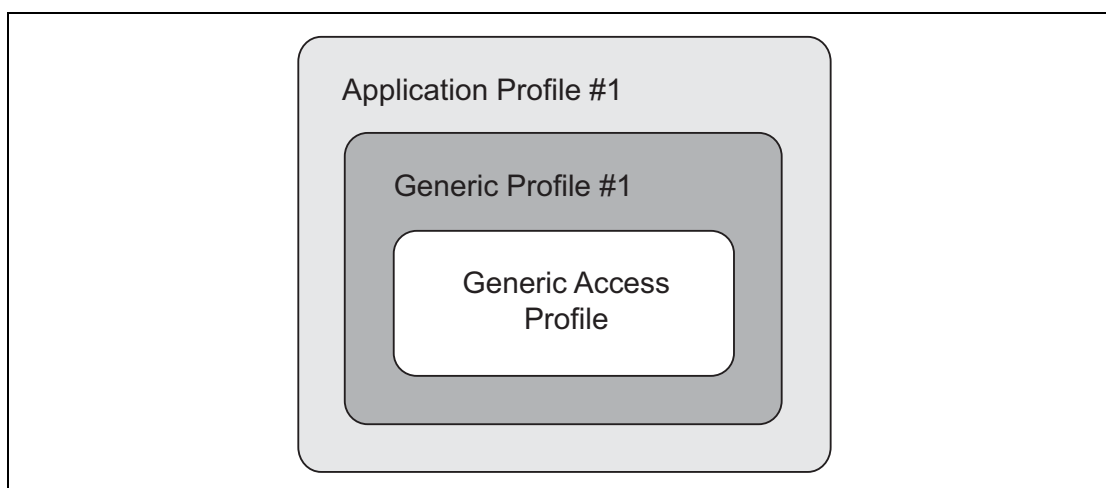 Application Profile #1
Generic Profile #1
Generic Access
Profile